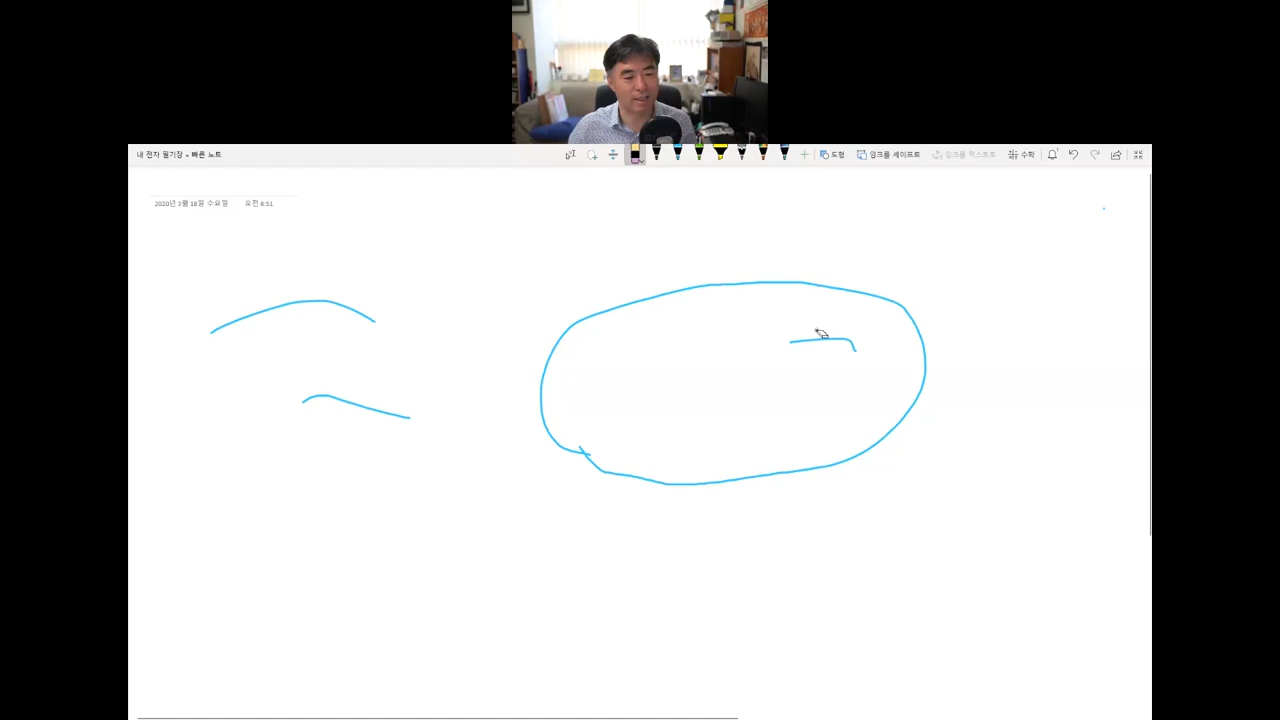 내 전자 필기장 » 빠른 노트
도형 잉크를 셰이프로 잉크를 텍스트로 수학
2020년 3월 18일 수요일 오전 8:51